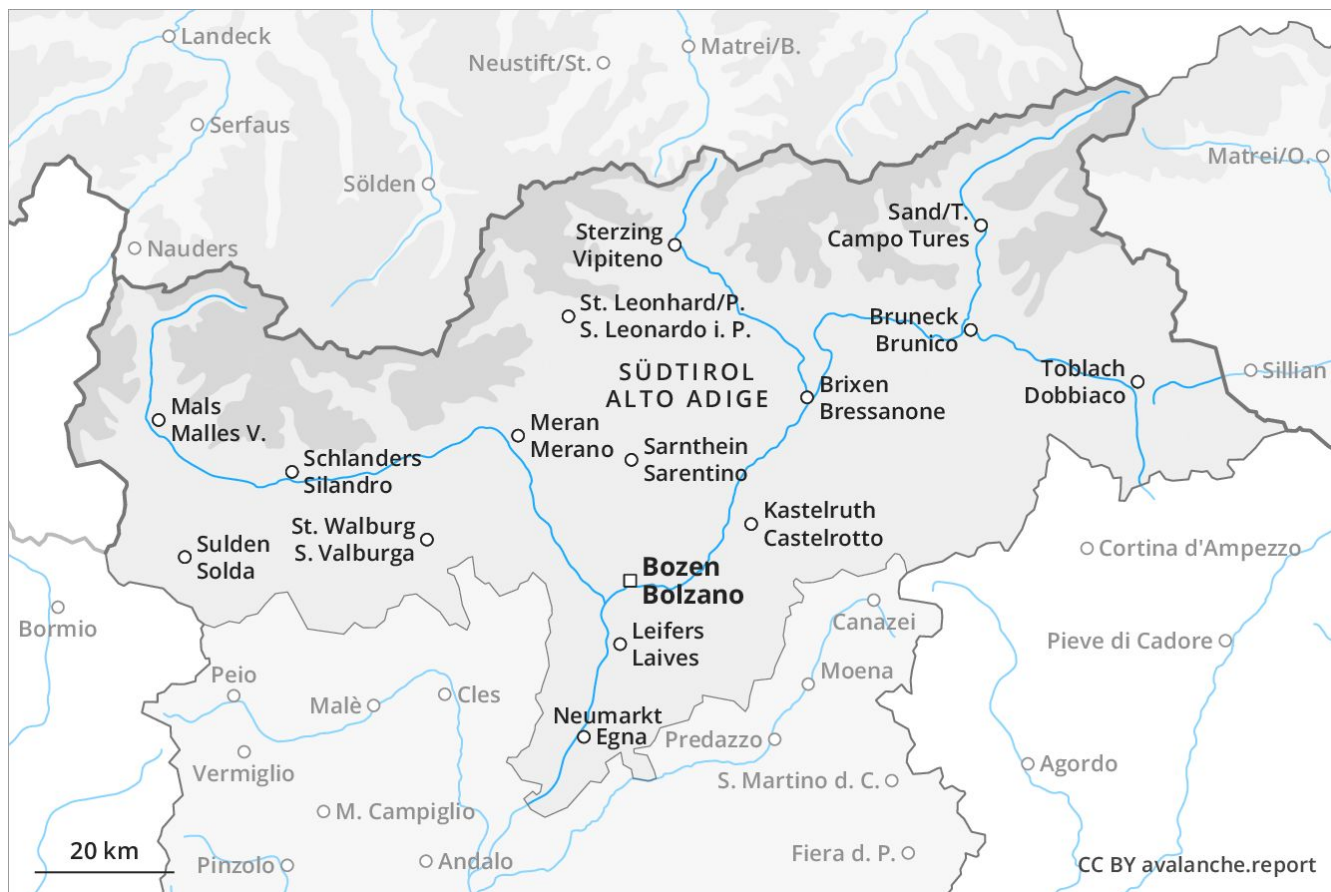 Landeck
Matrei/B.
Neustift/St.
Serfaus
Matrei/O.
Sölden
Sand/T.
Campo Tures
Sterzing
Vipiteno
Nauders
St. Leonhard/P.
S. Leonardo i. P.
Bruneck
Brunico
SÜDTIROL
ALTO ADIGE
Toblach
Dobbiaco
Sillian
Brixen
Bressanone
Mals
Malles V.
Meran
Merano
Sarnthein
Sarentino
Schlanders
Silandro
Kastelruth
Castelrotto
St. Walburg
S. Valburga
Sulden
Solda
Cortina d'Ampezzo
Bozen
Bolzano
Bormio
Canazei
Leifers
Laives
Pieve di Cadore
Peio
Moena
Malè
Cles
Neumarkt
Egna
Predazzo
Vermiglio
Agordo
S. Martino d. C.
M. Campiglio
20 km
Pinzolo
Andalo
Fiera d. P.
CC BY avalanche.report